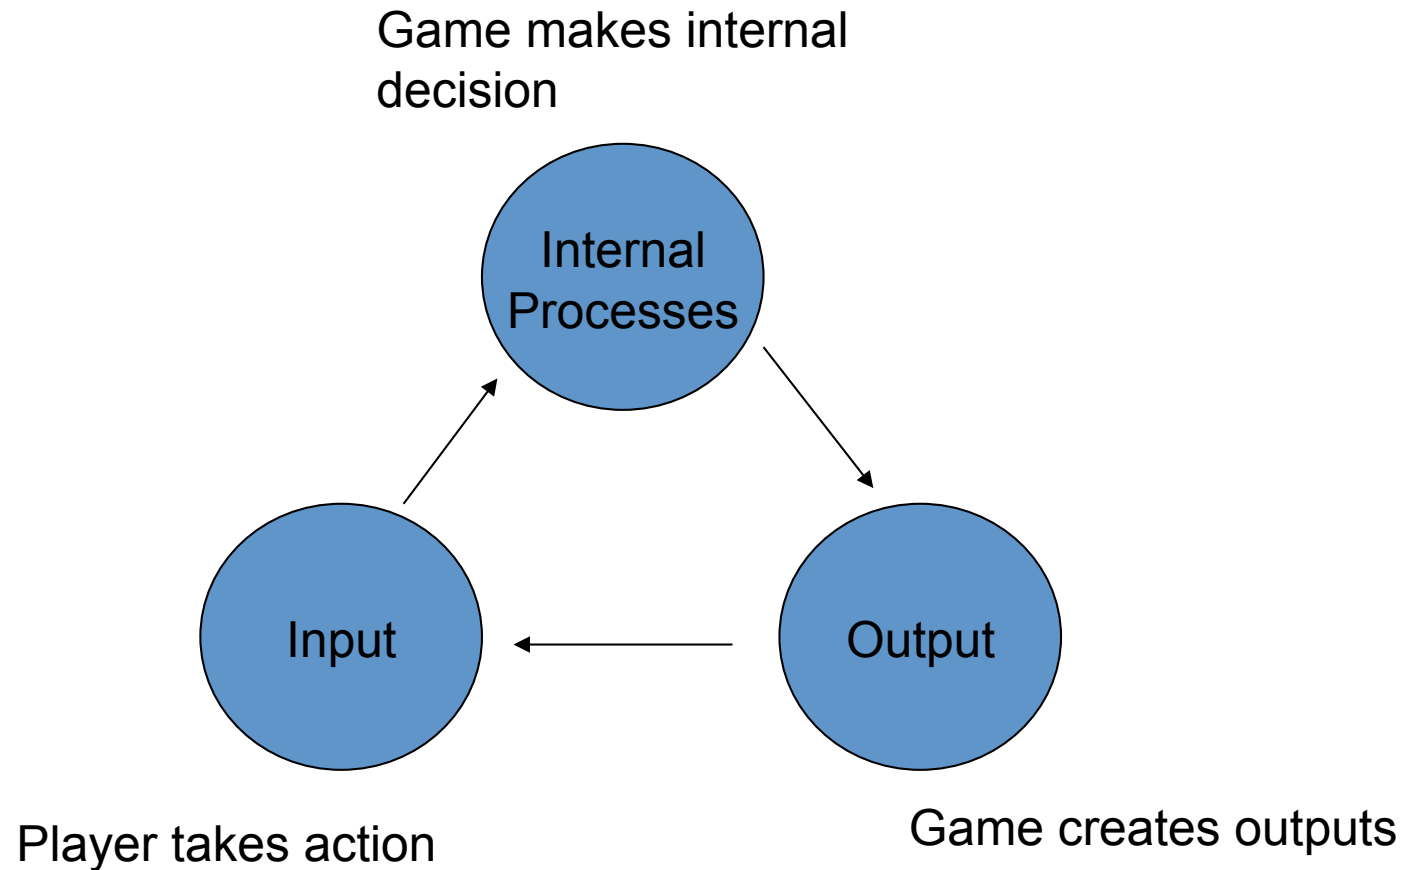 Game makes internal
decision
Internal
Processes
Input
Output
Player takes action
Game creates outputs